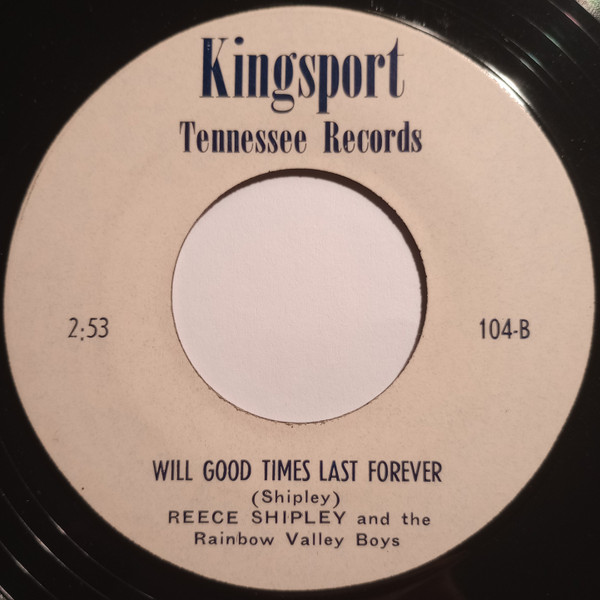 Kingsport
Tennessee Records
2:53
104-B
WILL GOOD TIMES LAST FOREVER
(Shipley)
REECE SHIPLEY and the
Rainbow Valley Boys